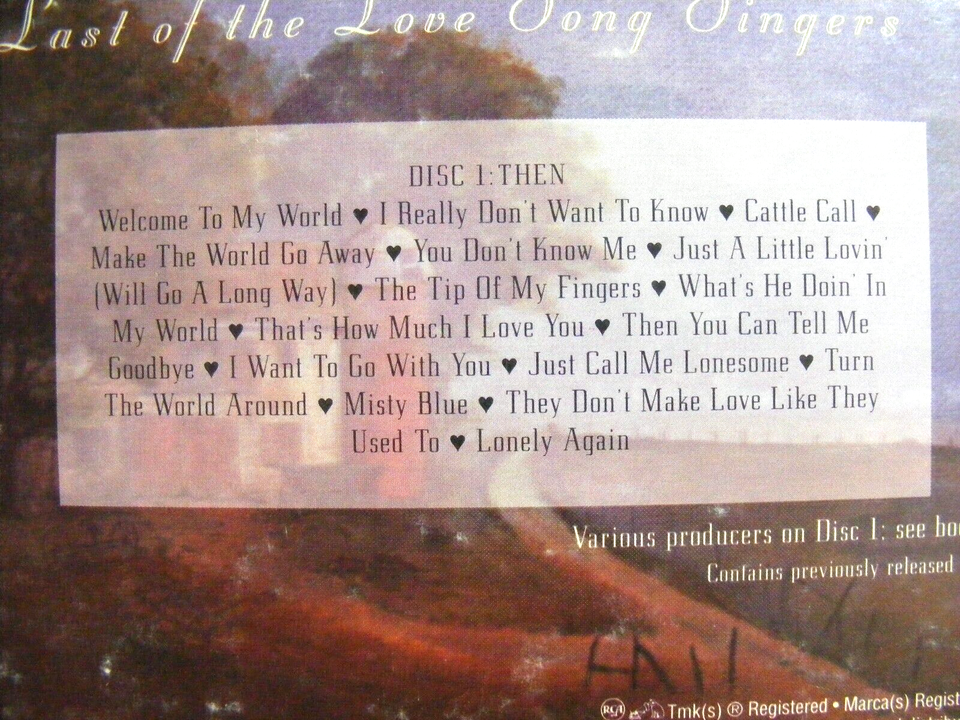 Last of the Love Song Singers
DISC 1: THEN
Welcome To My World ♥ I Really Don't Want To Know ♥ Cattle Call ♥
Make The World Go Away ♥ You Don't Know Me ♥ Just A Little Lovin'
(Will Go A Long Way) ♥ The Tip Of My Fingers ♥ What's He Doin' In
My World ♥ That's How Much I Love You ♥ Then You Can Tell Me
Goodbye ♥ I Want To Go With You ♥ Just Call Me Lonesome ♥ Turn
The World Around ♥ Misty Blue ♥ They Don't Make Love Like They
Used To ♥ Lonely Again
Various producers on Disc 1: see
Contains previously released
RCA Tmk(s) ® Registered • Marca(s)